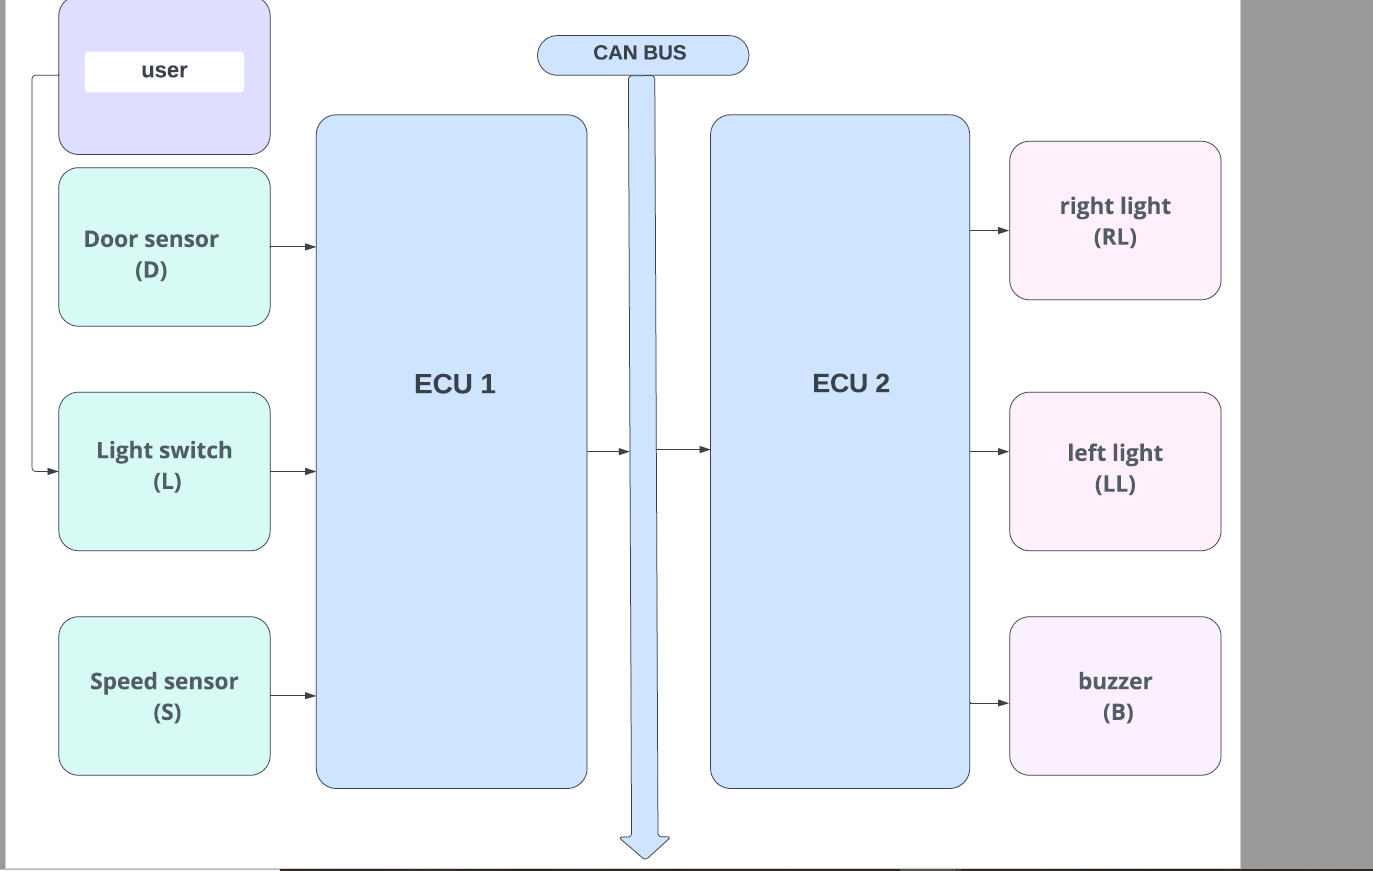 user
CAN BUS
Door sensor
(D)
right light
(RL)
ECU 1
ECU 2
Light switch
(L)
left light
(LL)
Speed sensor
(S)
buzzer
(B)